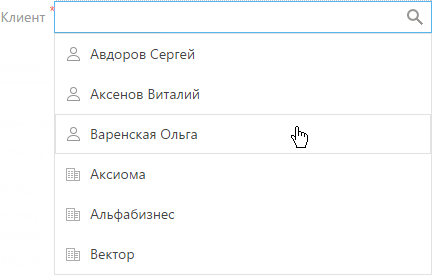 Клиент *
Авдоров Сергей
Аксенов Виталий
Варенская Ольга
Аксиома
Альфабизнес
Вектор